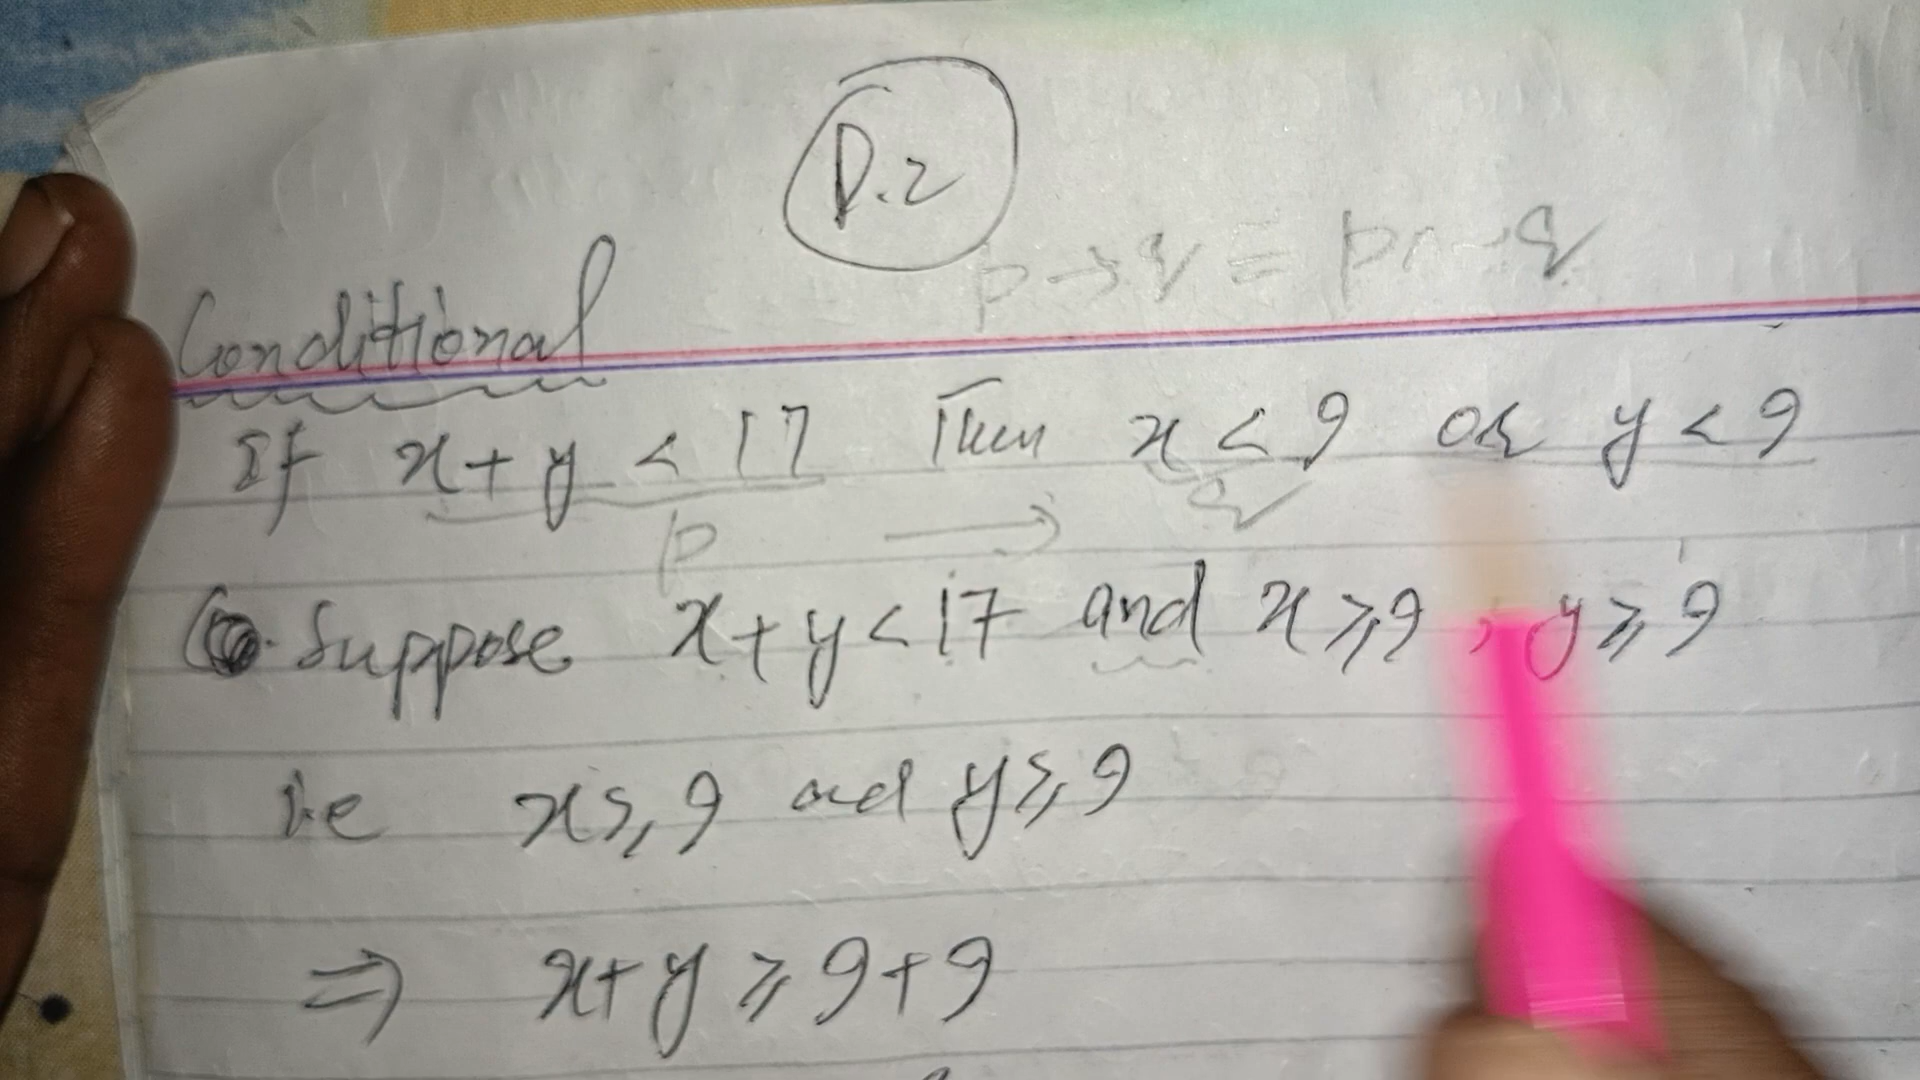 P.2
p → q ≡ p ∧ ~q
Conditional
If x + y < 17 Then x < 9 or y < 9
p → q
Suppose x + y < 17 and x ≥ 9, y ≥ 9
i.e x ≥ 9 and y ≥ 9
⇒ x + y ≥ 9 + 9